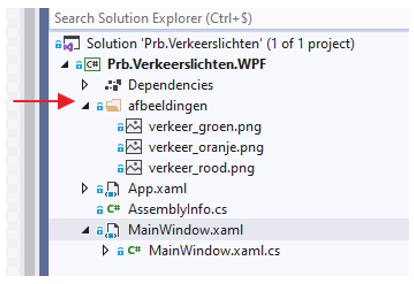 Search Solution Explorer (Ctrl+$)
Solution 'Prb.Verkeerslichten' (1 of 1 project)
C# Prb.Verkeerslichten.WPF
Dependencies
afbeeldingen
verkeer_groen.png
verkeer_oranje.png
verkeer_rood.png
App.xaml
C# AssemblyInfo.cs
MainWindow.xaml
C# MainWindow.xaml.cs